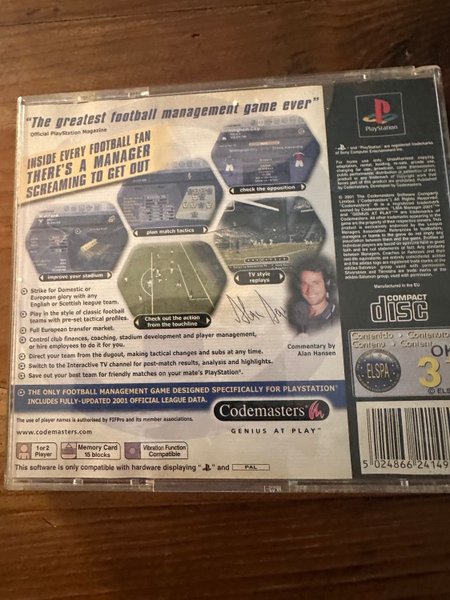 "The greatest football management game ever"
Official PlayStation Magazine
INSIDE EVERY FOOTBALL FAN
THERE'S A MANAGER
SCREAMING TO GET OUT
check the opposition
plan match tactics
improve your stadium
TV style
replays
Check out the action
from the touchline
Commentary by
Alan Hansen
Strike for Domestic or
European glory with any
English or Scottish league team.
Play in the style of classic football
teams with pre-set tactical profiles.
Full European transfer market.
Control club finances, coaching, stadium development and player management,
or hire employees to do it for you.
Direct your team from the dugout, making tactical changes and subs at any time.
Switch to the Interactive TV channel for post-match results, analysis and highlights.
Save out your best team for friendly matches on your mate's PlayStation®.
THE ONLY FOOTBALL MANAGEMENT GAME DESIGNED SPECIFICALLY FOR PLAYSTATION®
INCLUDES FULLY-UPDATED 2001 OFFICIAL LEAGUE DATA.
The use of player names is authorised by FIFPro and its member associations.
www.codemasters.com
Codemasters
GENIUS AT PLAY™
1 or 2
Player
Memory Card
15 blocks
Vibration Function
Compatible
This software is only compatible with hardware displaying "PS" and PAL
PlayStation
Manufactured in the EU
COMPACT
disc
Contenido
Contenu
ELSPA
3
OK
5 024866 24149